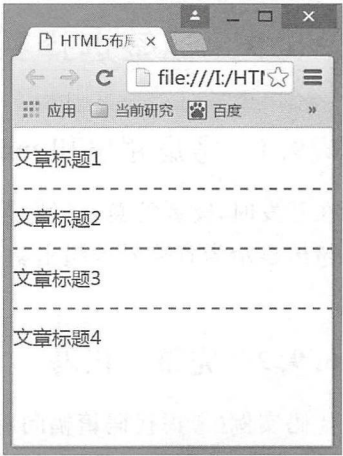 HTML5布局
file:///I:/HTM
应用 当前研究 百度 »
文章标题1
文章标题2
文章标题3
文章标题4